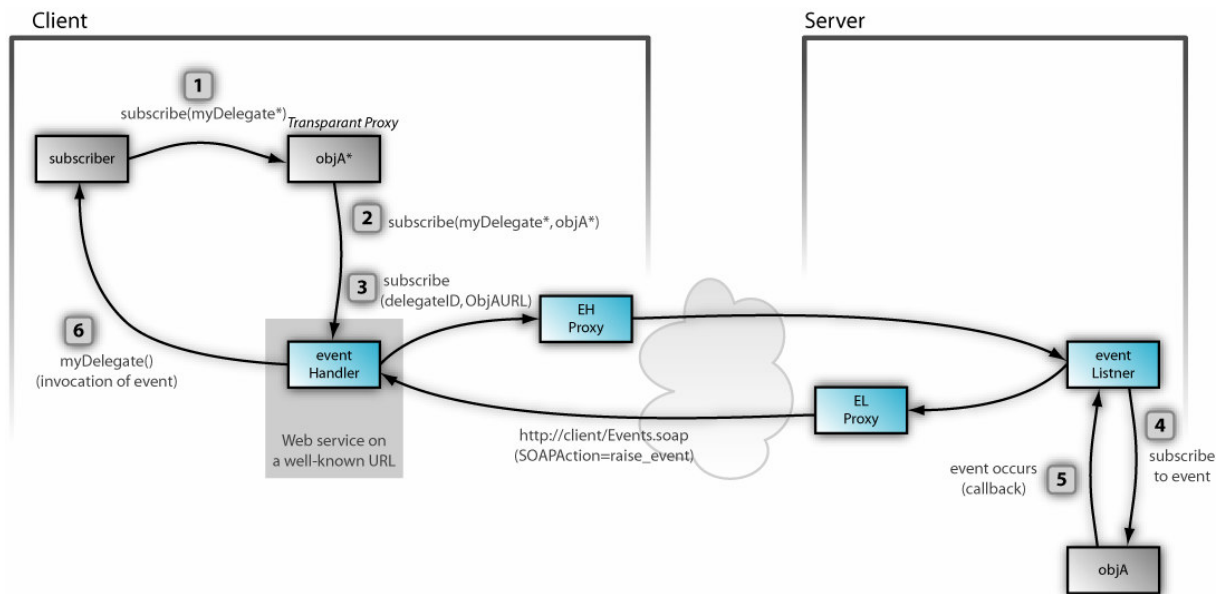 Client
Server
1
subscribe(myDelegate*)
Transparant Proxy
subscriber
objA*
2
subscribe(myDelegate*, objA*)
3
subscribe
(delegateID, ObjAURL)
EH
Proxy
6
myDelegate()
(invocation of event)
event
Handler
event
Listner
EL
Proxy
Web service on
a well-known URL
http://client/Events.soap
(SOAPAction=raise_event)
4
subscribe
to event
event occurs
(callback)
5
objA